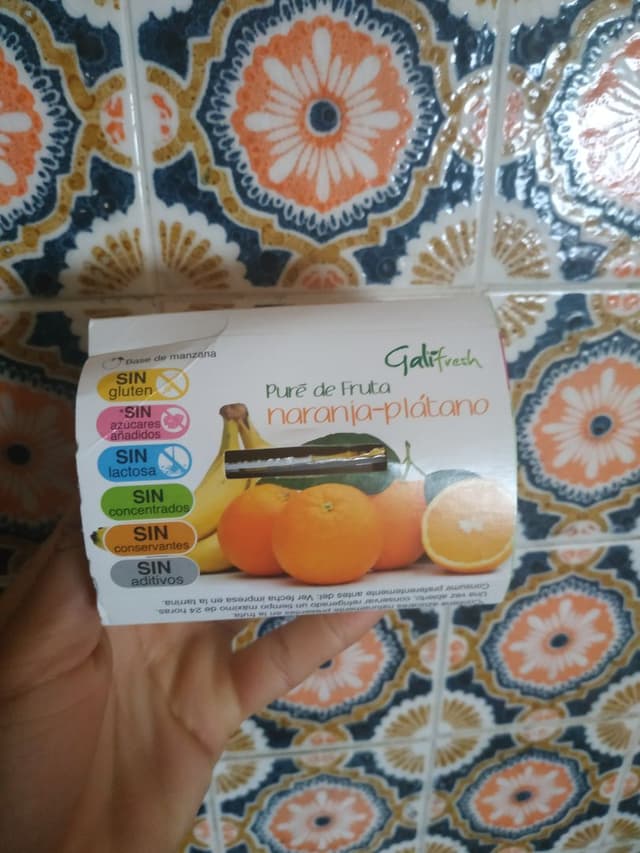 Base de manzana
SIN
gluten
*SIN
azúcares
añadidos
SIN
lactosa
SIN
concentrados
SIN
conservantes
SIN
aditivos
Galifresh
Puré de Fruta
naranja-plátano
*Contiene azúcares naturalmente presentes en la fruta.
Una vez abierto, conservar refrigerado un tiempo máximo de 24 horas.
Consumir preferentemente antes del: Ver fecha impresa en la tarrina.